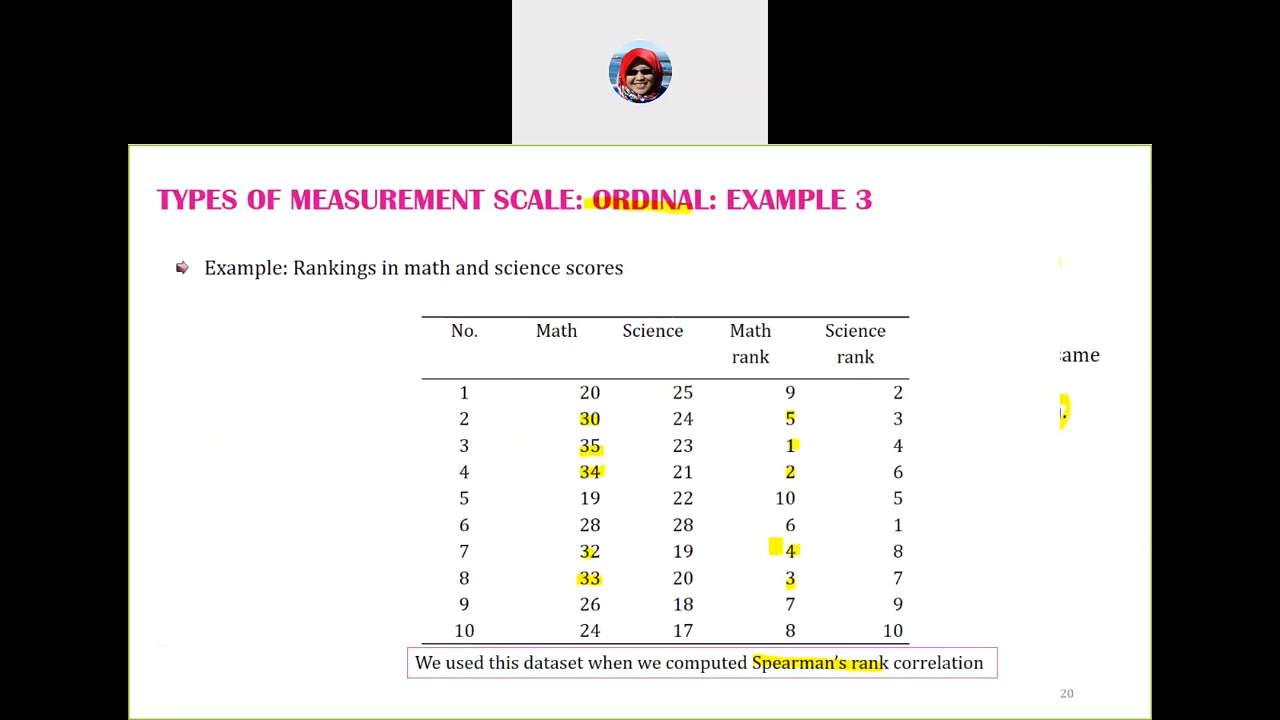 TYPES OF MEASUREMENT SCALE: ORDINAL: EXAMPLE 3
Example: Rankings in math and science scores
same
No. Math Science Math rank Science rank
1 20 25 9 2
2 30 24 5 3
3 35 23 1 4
4 34 21 2 6
5 19 22 10 5
6 28 28 6 1
7 32 19 4 8
8 33 20 3 7
9 26 18 7 9
10 24 17 8 10
We used this dataset when we computed Spearman's rank correlation
20